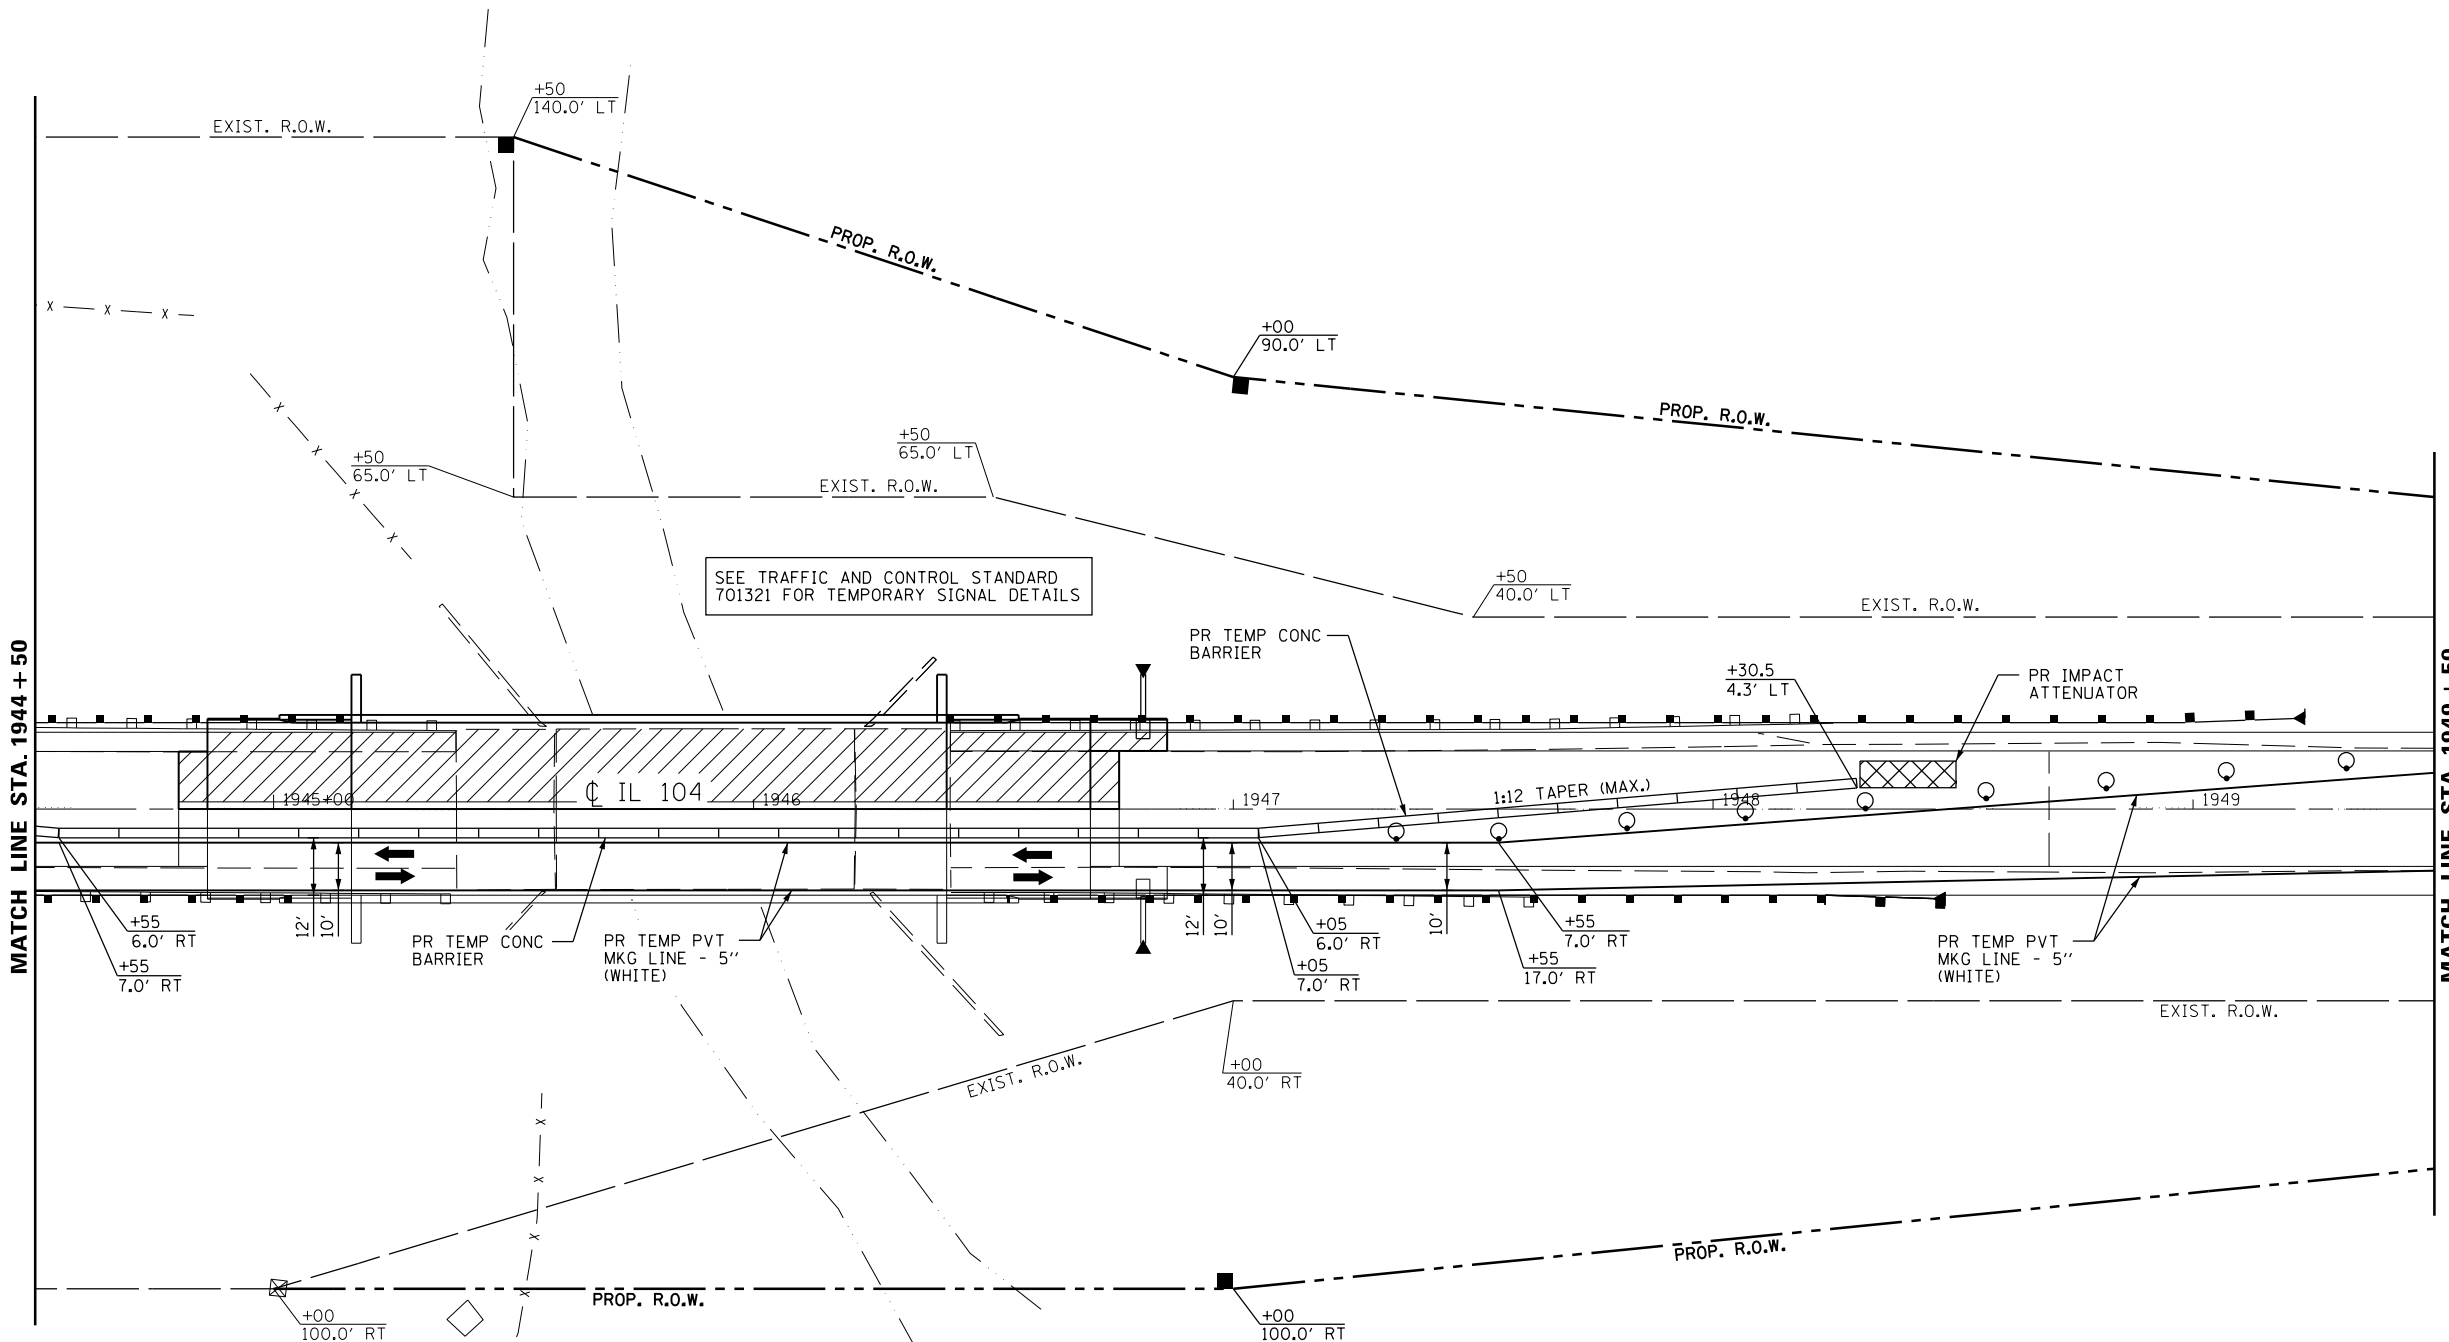 +50
140.0' LT
EXIST. R.O.W.
PROP. R.O.W.
+00
90.0' LT
PROP. R.O.W.
+50
65.0' LT
+50
65.0' LT
EXIST. R.O.W.
SEE TRAFFIC AND CONTROL STANDARD
701321 FOR TEMPORARY SIGNAL DETAILS
+50
40.0' LT
EXIST. R.O.W.
PR TEMP CONC
BARRIER
+30.5
4.3' LT
PR IMPACT
ATTENUATOR
MATCH LINE STA. 1944 + 50
MATCH LINE STA. 1949 + 50
1945+00
℄ IL 104
1946
1947
1:12 TAPER (MAX.)
1948
1949
12'
10'
12'
10'
10'
+55
6.0' RT
+55
7.0' RT
PR TEMP CONC
BARRIER
PR TEMP PVT
MKG LINE - 5''
(WHITE)
+05
6.0' RT
+05
7.0' RT
+55
7.0' RT
+55
17.0' RT
PR TEMP PVT
MKG LINE - 5''
(WHITE)
EXIST. R.O.W.
+00
40.0' RT
EXIST. R.O.W.
PROP. R.O.W.
PROP. R.O.W.
+00
100.0' RT
+00
100.0' RT
X
X
X
X
X
X
X
X
X
X
X